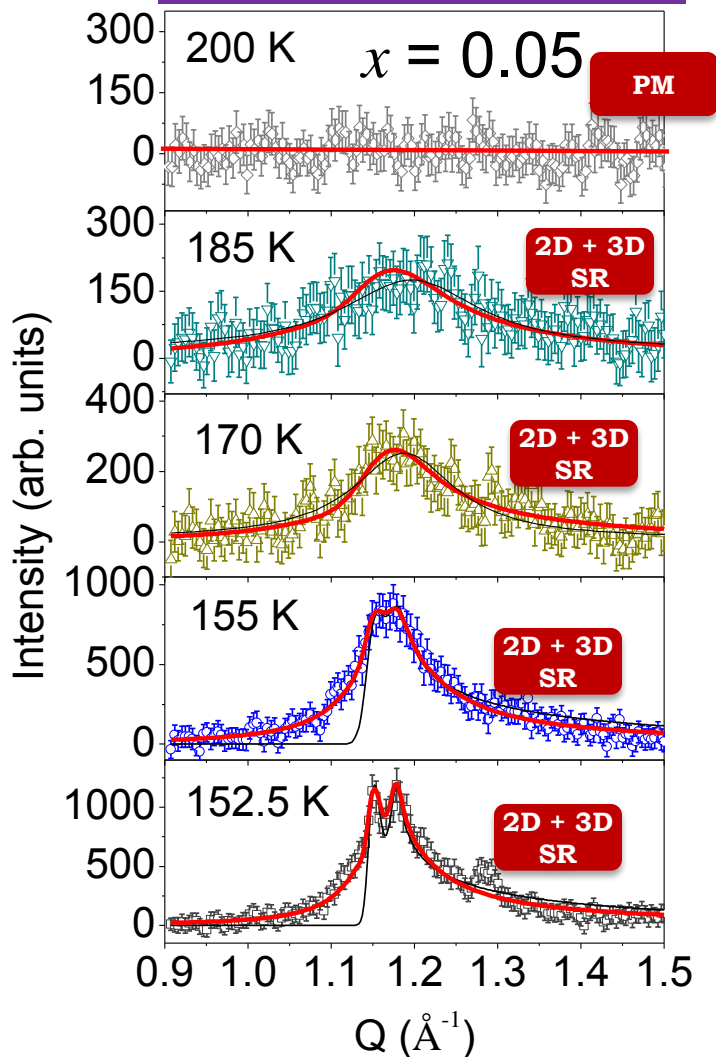 300
200 K
x = 0.05
PM
150
0
300
185 K
2D + 3D
SR
150
0
400
170 K
2D + 3D
SR
200
0
1000
155 K
2D + 3D
SR
500
0
1000
152.5 K
2D + 3D
SR
500
0
0.9 1.0 1.1 1.2 1.3 1.4 1.5
Q (Å⁻¹)
Intensity (arb. units)